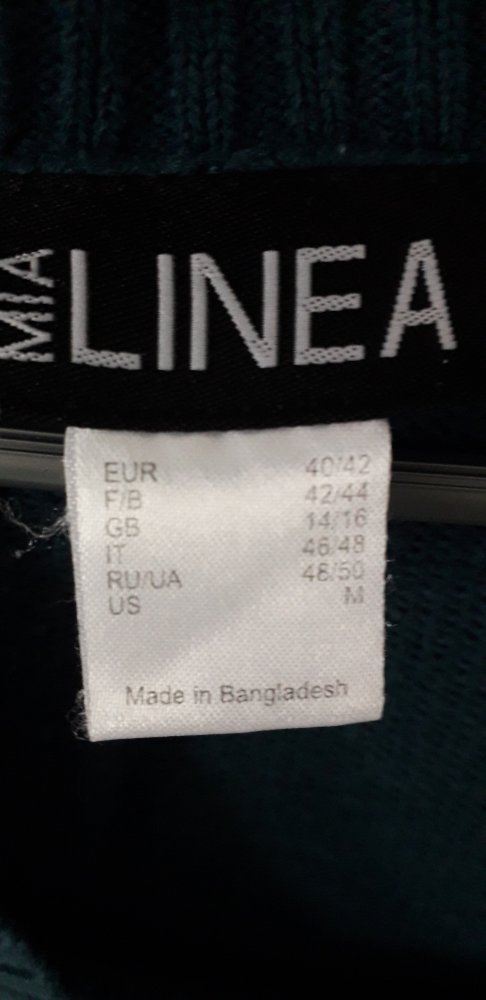 MIA LINEA
EUR 40/42
F/B 42/44
GB 14/16
IT 46/48
RU/UA 48/50
US M
Made in Bangladesh